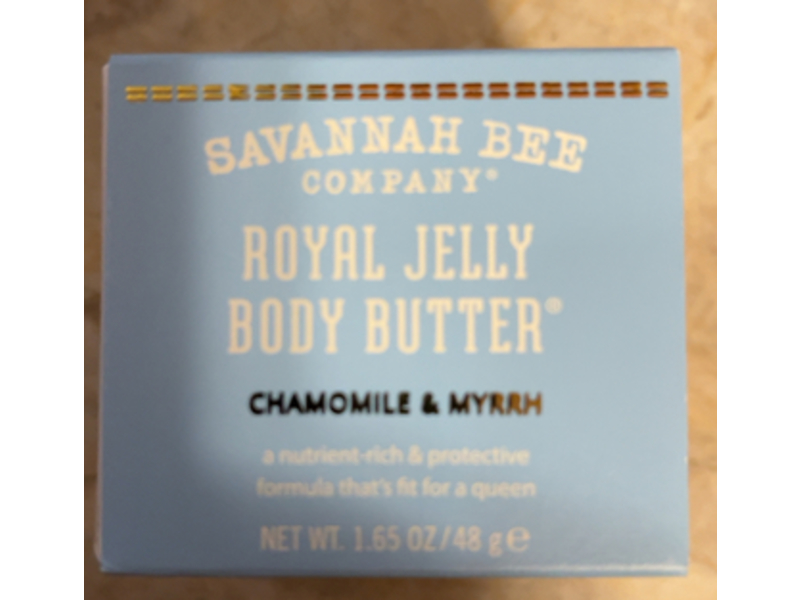 SAVANNAH BEE
COMPANY®
ROYAL JELLY
BODY BUTTER®
CHAMOMILE & MYRRH
a nutrient-rich & protective
formula that's fit for a queen
NET WT. 1.65 OZ/48 g ℮